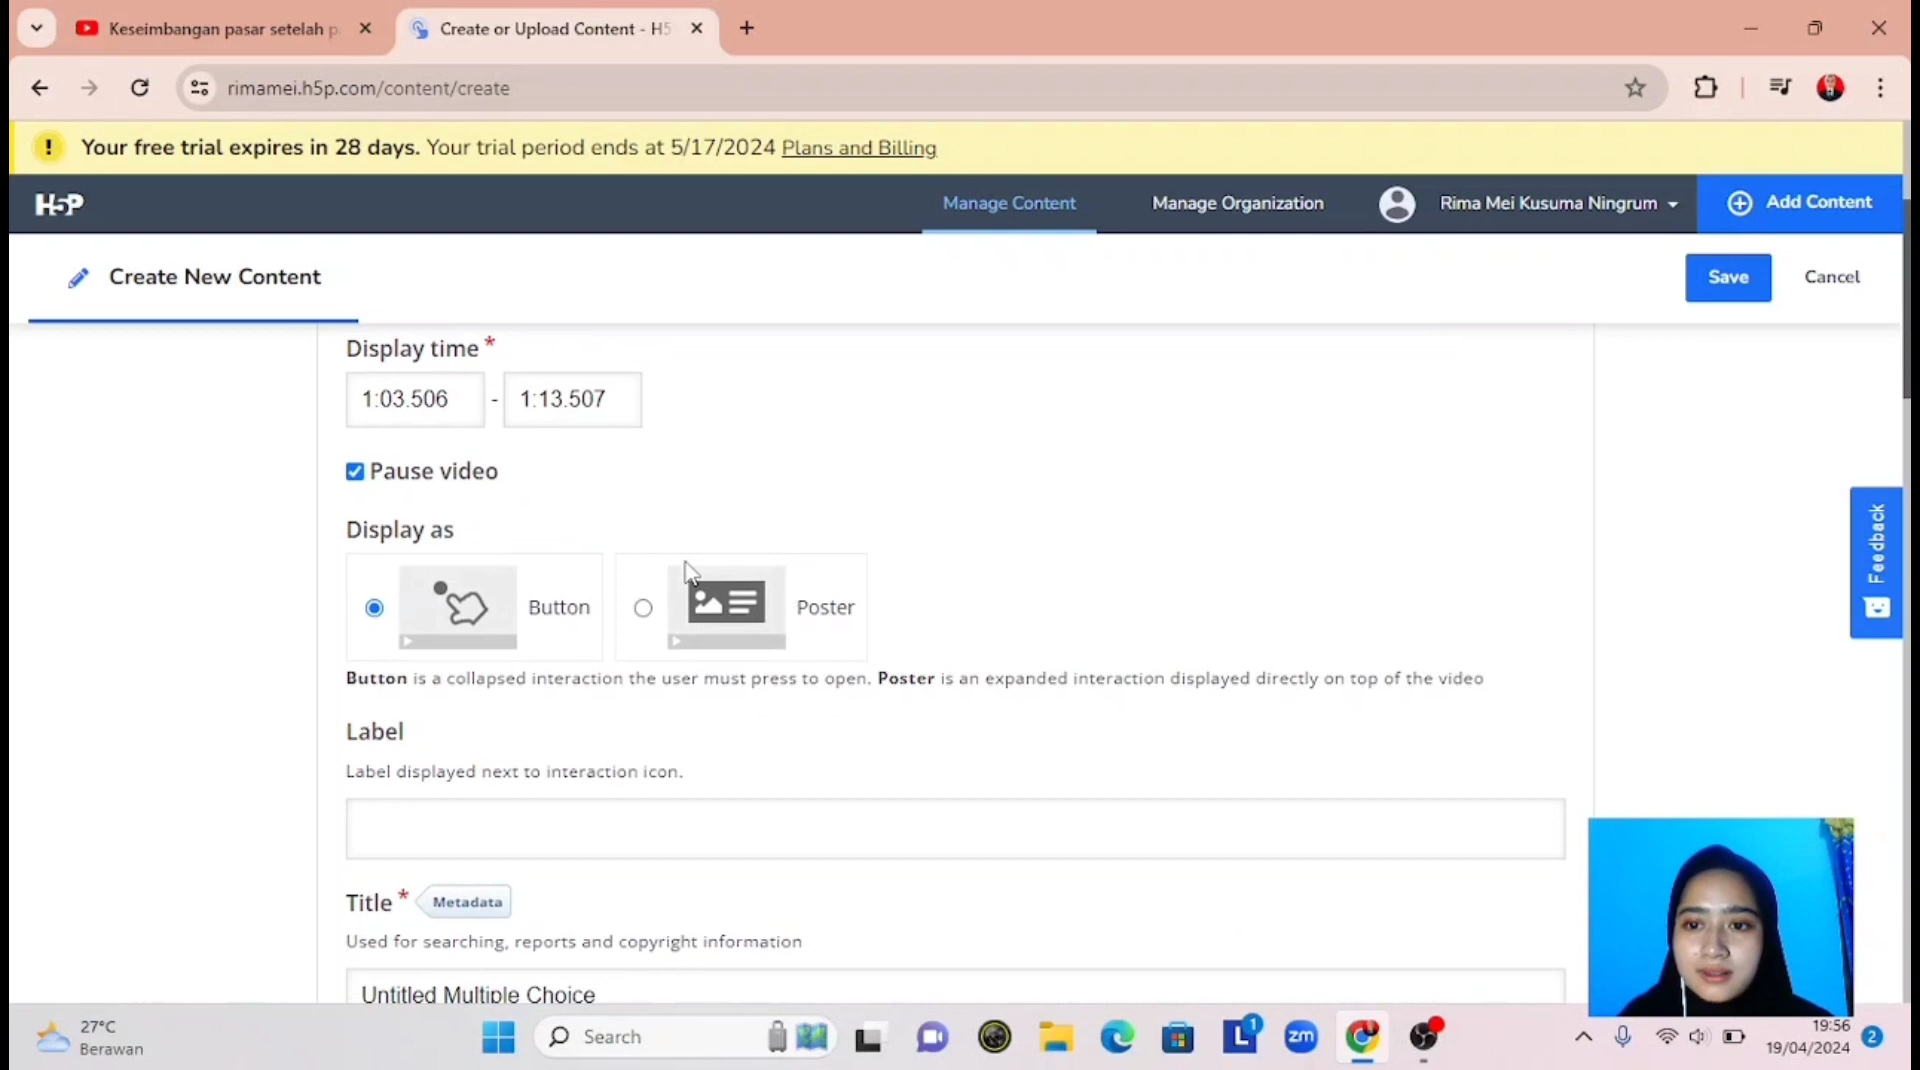 Keseimbangan pasar setelah p
Create or Upload Content - H5
rimamei.h5p.com/content/create
! Your free trial expires in 28 days. Your trial period ends at 5/17/2024 Plans and Billing
H5P
Manage Content
Manage Organization
Rima Mei Kusuma Ningrum
Add Content
Create New Content
Save
Cancel
Display time *
1:03.506 - 1:13.507
Pause video
Display as
Button
Poster
Button is a collapsed interaction the user must press to open. Poster is an expanded interaction displayed directly on top of the video
Feedback
Label
Label displayed next to interaction icon.
Title * Metadata
Used for searching, reports and copyright information
Untitled Multiple Choice
27°C
Berawan
Search
L 1
zm
19:56
19/04/2024
2